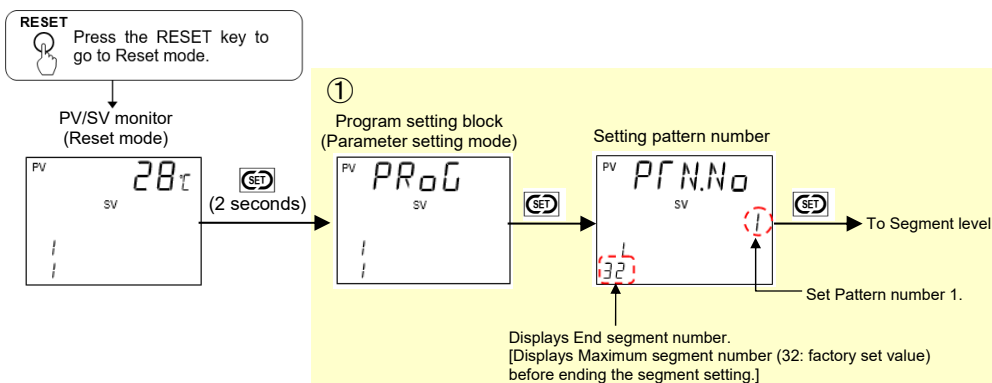 RESET
Press the RESET key to
go to Reset mode.
PV/SV monitor
(Reset mode)
PV
28℃
SV
1
1
SET
(2 seconds)
①
Program setting block
(Parameter setting mode)
PV
PRoG
SV
1
1
SET
Setting pattern number
PV
PTN.No
SV
1
1
32
SET
To Segment level
Set Pattern number 1.
Displays End segment number.
[Displays Maximum segment number (32: factory set value)
before ending the segment setting.]